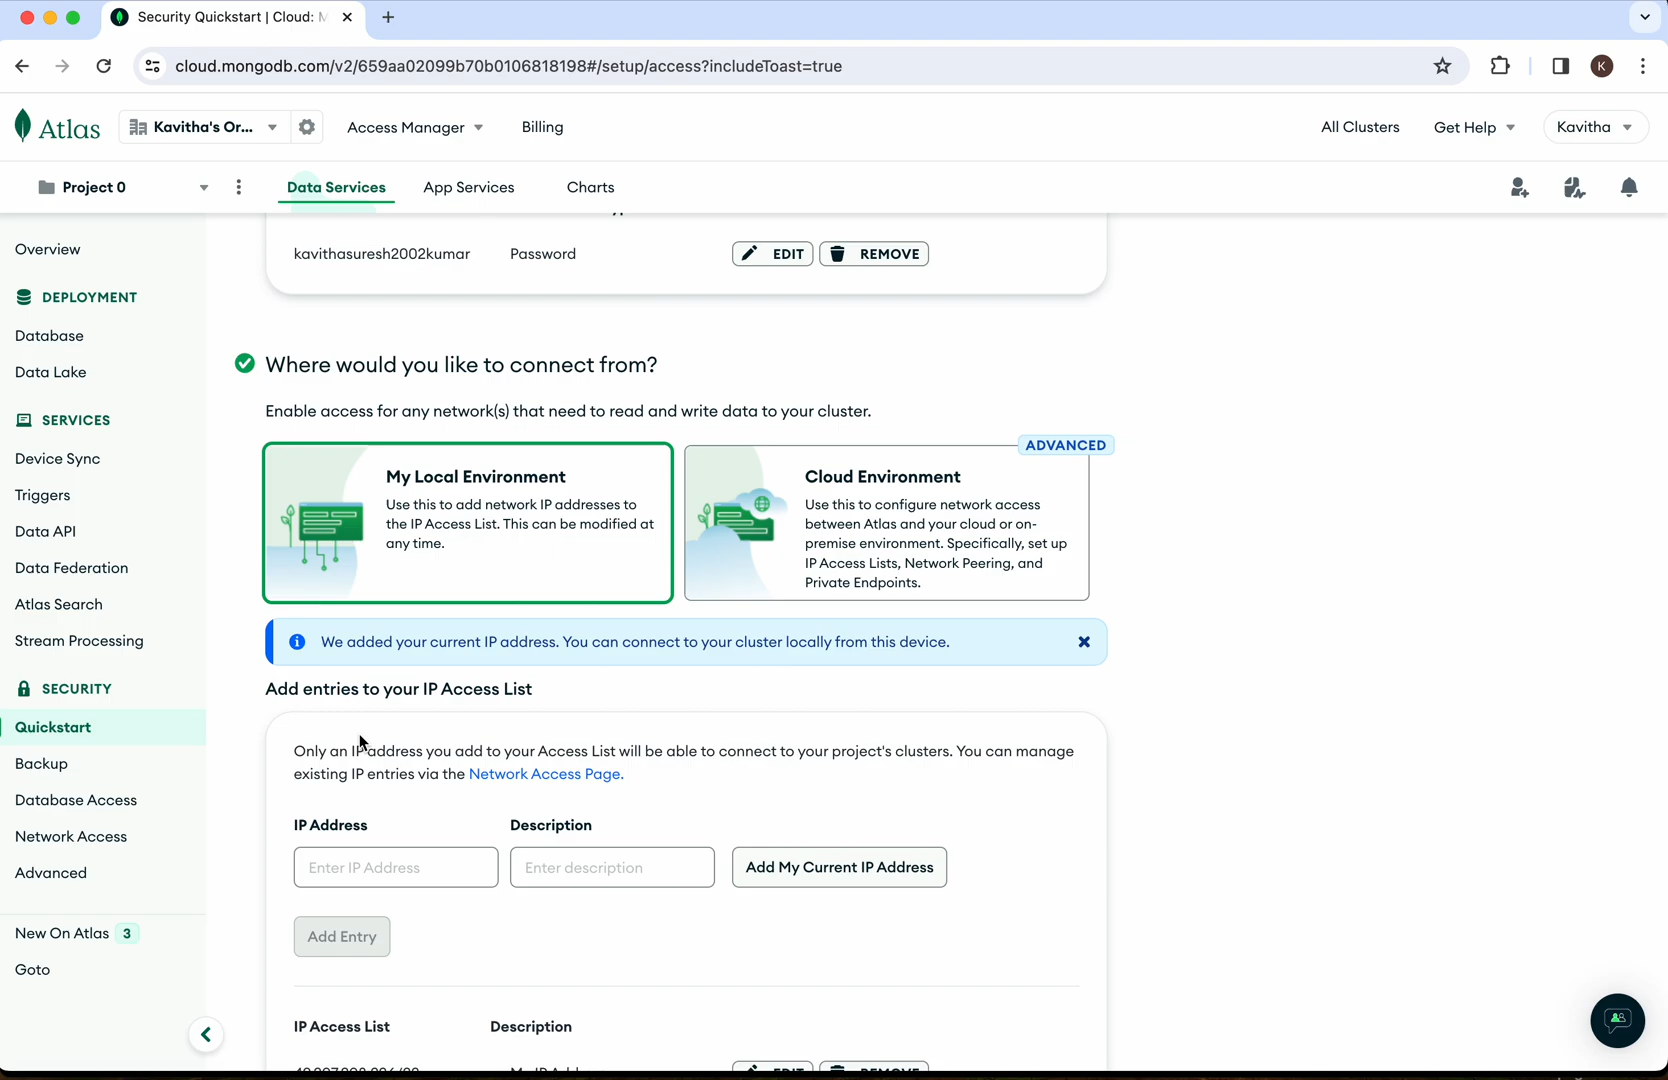 Security Quickstart | Cloud: M
cloud.mongodb.com/v2/659aa02099b70b0106818198#/setup/access?includeToast=true
K
Atlas
Kavitha's Or...
Access Manager
Billing
All Clusters
Get Help
Kavitha
Project 0
Data Services
App Services
Charts
Overview
DEPLOYMENT
Database
Data Lake
SERVICES
Device Sync
Triggers
Data API
Data Federation
Atlas Search
Stream Processing
SECURITY
Quickstart
Backup
Database Access
Network Access
Advanced
New On Atlas 3
Goto
kavithasuresh2002kumar
Password
EDIT
REMOVE
Where would you like to connect from?
Enable access for any network(s) that need to read and write data to your cluster.
My Local Environment
Use this to add network IP addresses to
the IP Access List. This can be modified at
any time.
ADVANCED
Cloud Environment
Use this to configure network access
between Atlas and your cloud or on-
premise environment. Specifically, set up
IP Access Lists, Network Peering, and
Private Endpoints.
We added your current IP address. You can connect to your cluster locally from this device.
Add entries to your IP Access List
Only an IP address you add to your Access List will be able to connect to your project's clusters. You can manage
existing IP entries via the Network Access Page.
IP Address
Description
Enter IP Address
Enter description
Add My Current IP Address
Add Entry
IP Access List
Description
EDIT
REMOVE